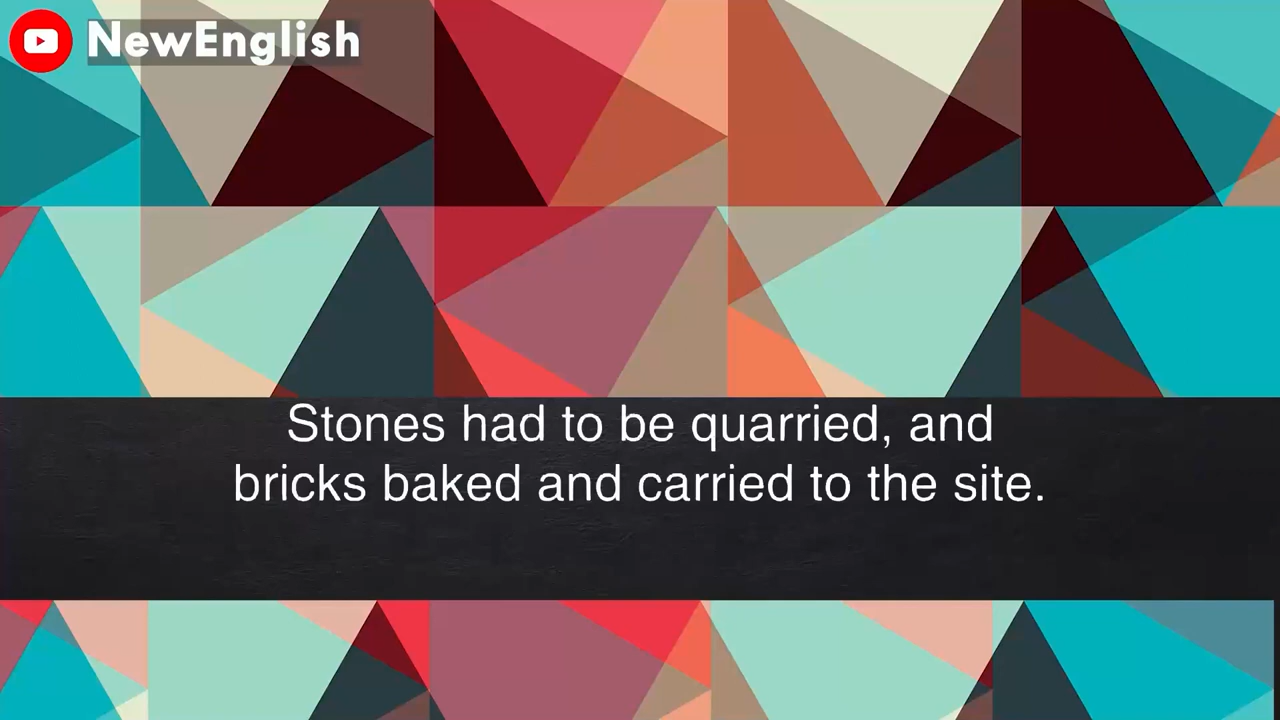 NewEnglish
Stones had to be quarried, and
bricks baked and carried to the site.